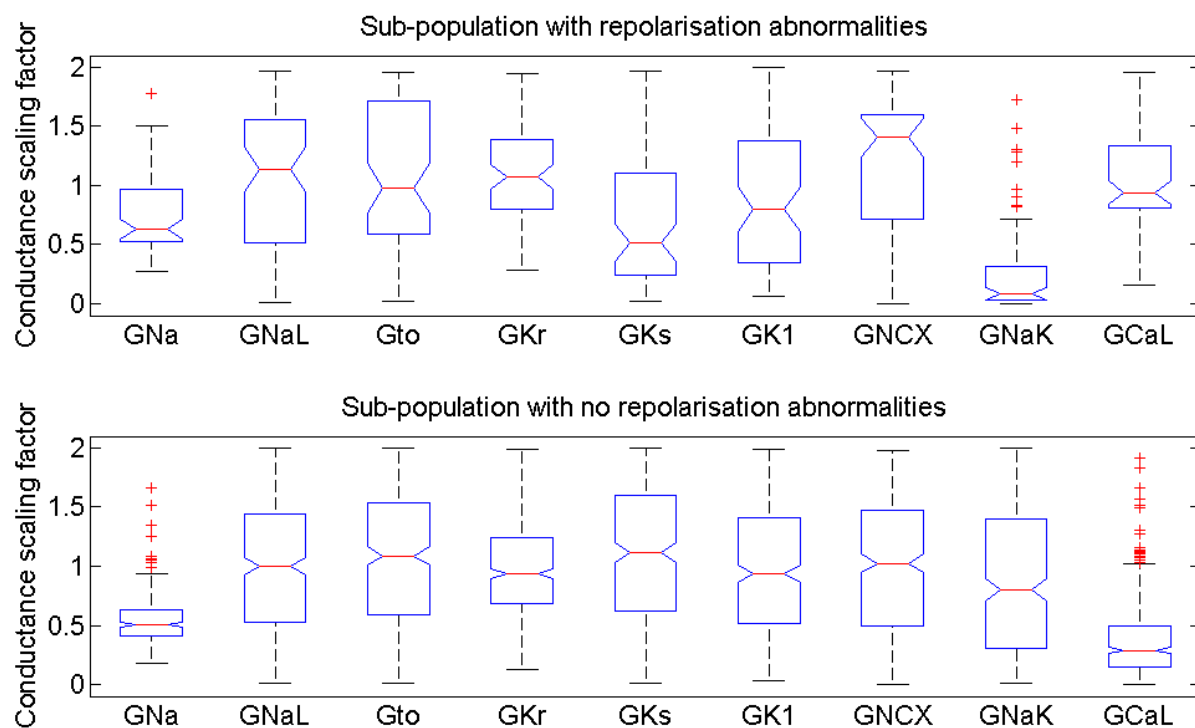 Sub-population with repolarisation abnormalities
Conductance scaling factor
2
1.5
1
0.5
0
GNa GNaL Gto GKr GKs GK1 GNCX GNaK GCaL
Sub-population with no repolarisation abnormalities
Conductance scaling factor
2
1.5
1
0.5
0
GNa GNaL Gto GKr GKs GK1 GNCX GNaK GCaL